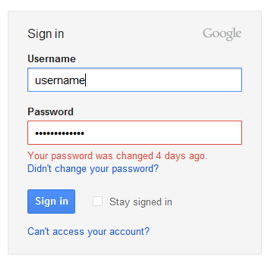 Sign in Google
Username
username
Password
•••••••••••••
Your password was changed 4 days ago.
Didn't change your password?
Sign in Stay signed in
Can't access your account?